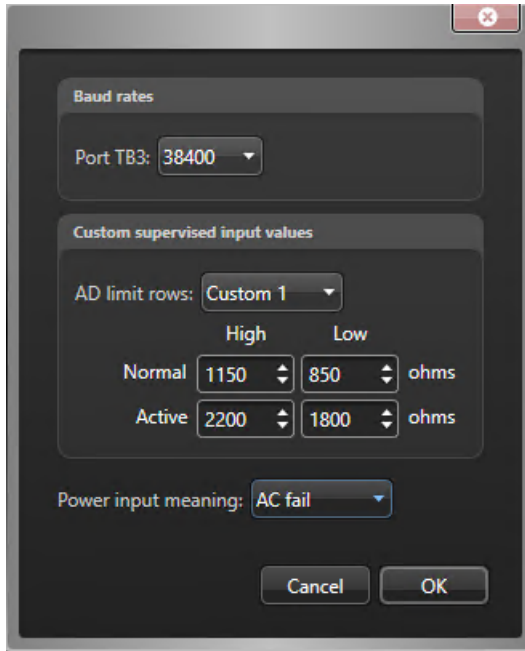 Baud rates
Port TB3: 38400
Custom supervised input values
AD limit rows: Custom 1
High Low
Normal 1150 850 ohms
Active 2200 1800 ohms
Power input meaning: AC fail
Cancel OK